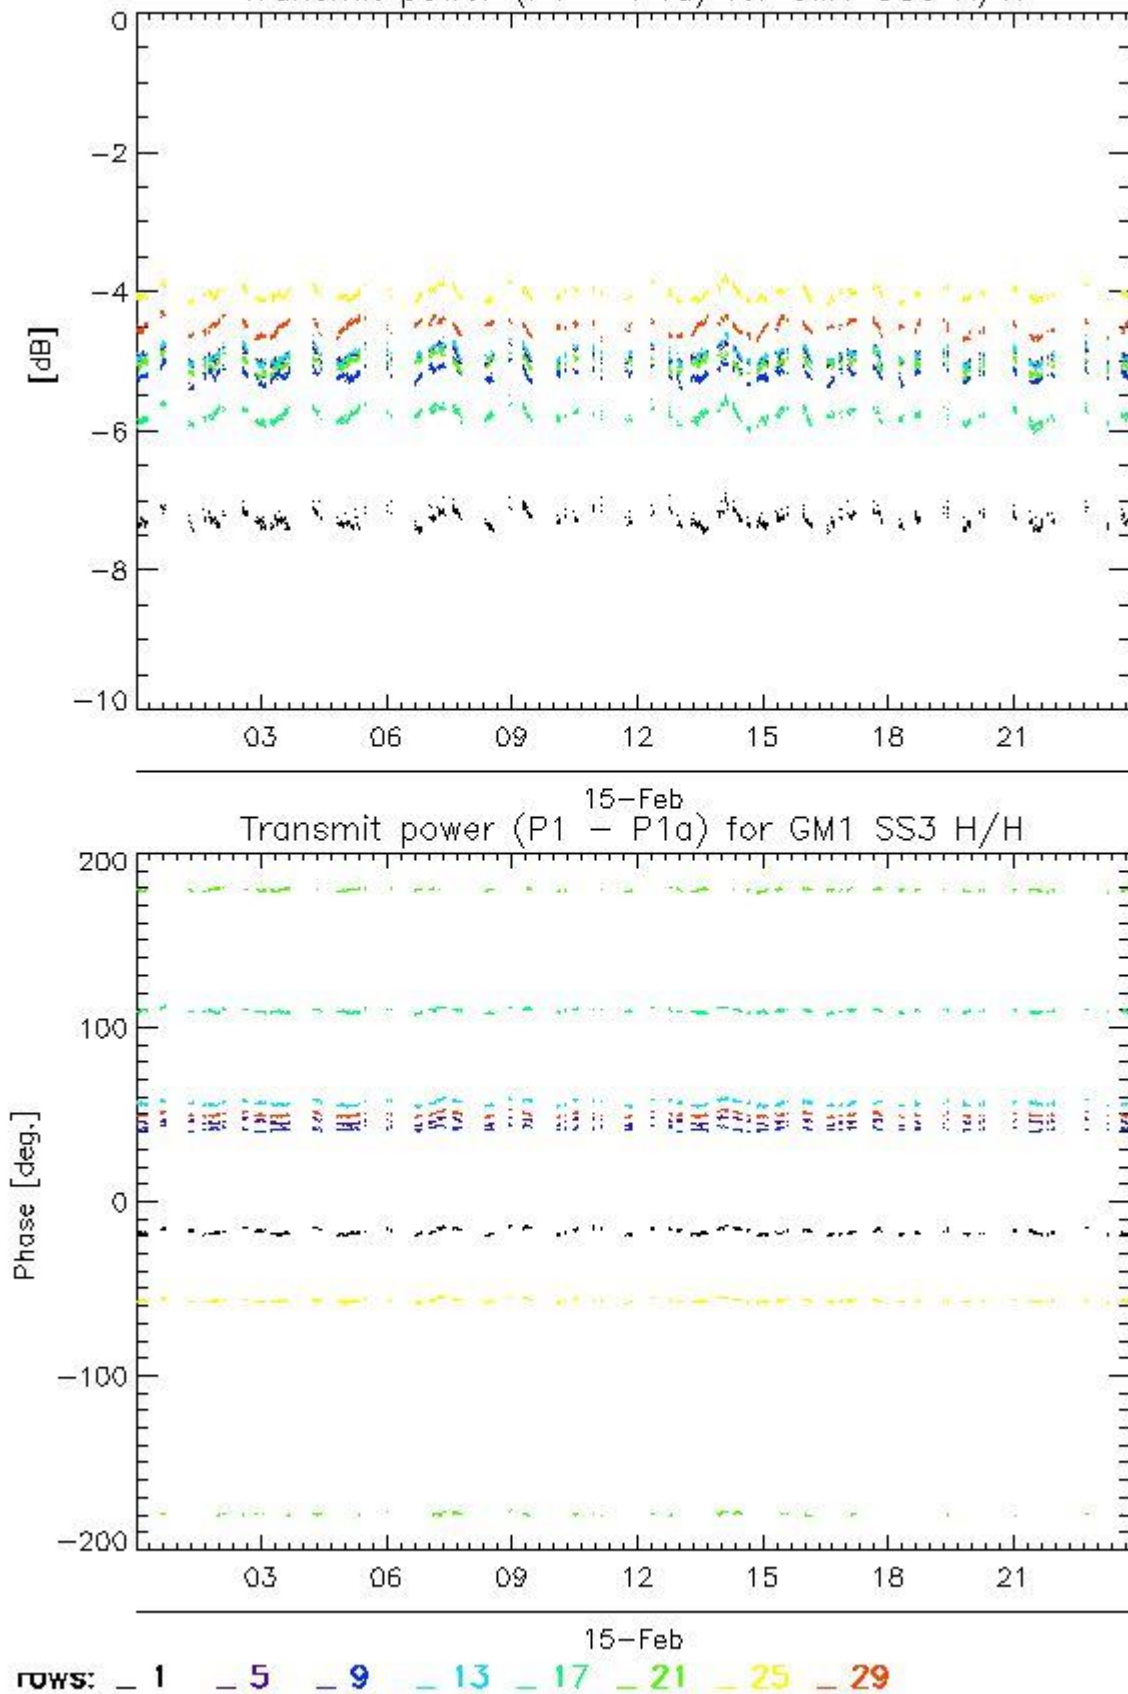 0
-2
-4
-6
-8
-10
[dB]
03 06 09 12 15 18 21
15-Feb
Transmit power (P1 - P1a) for GM1 SS3 H/H
200
100
0
-100
-200
Phase [deg.]
03 06 09 12 15 18 21
15-Feb
rows: _ 1 _ 5 _ 9 _ 13 _ 17 _ 21 _ 25 _ 29